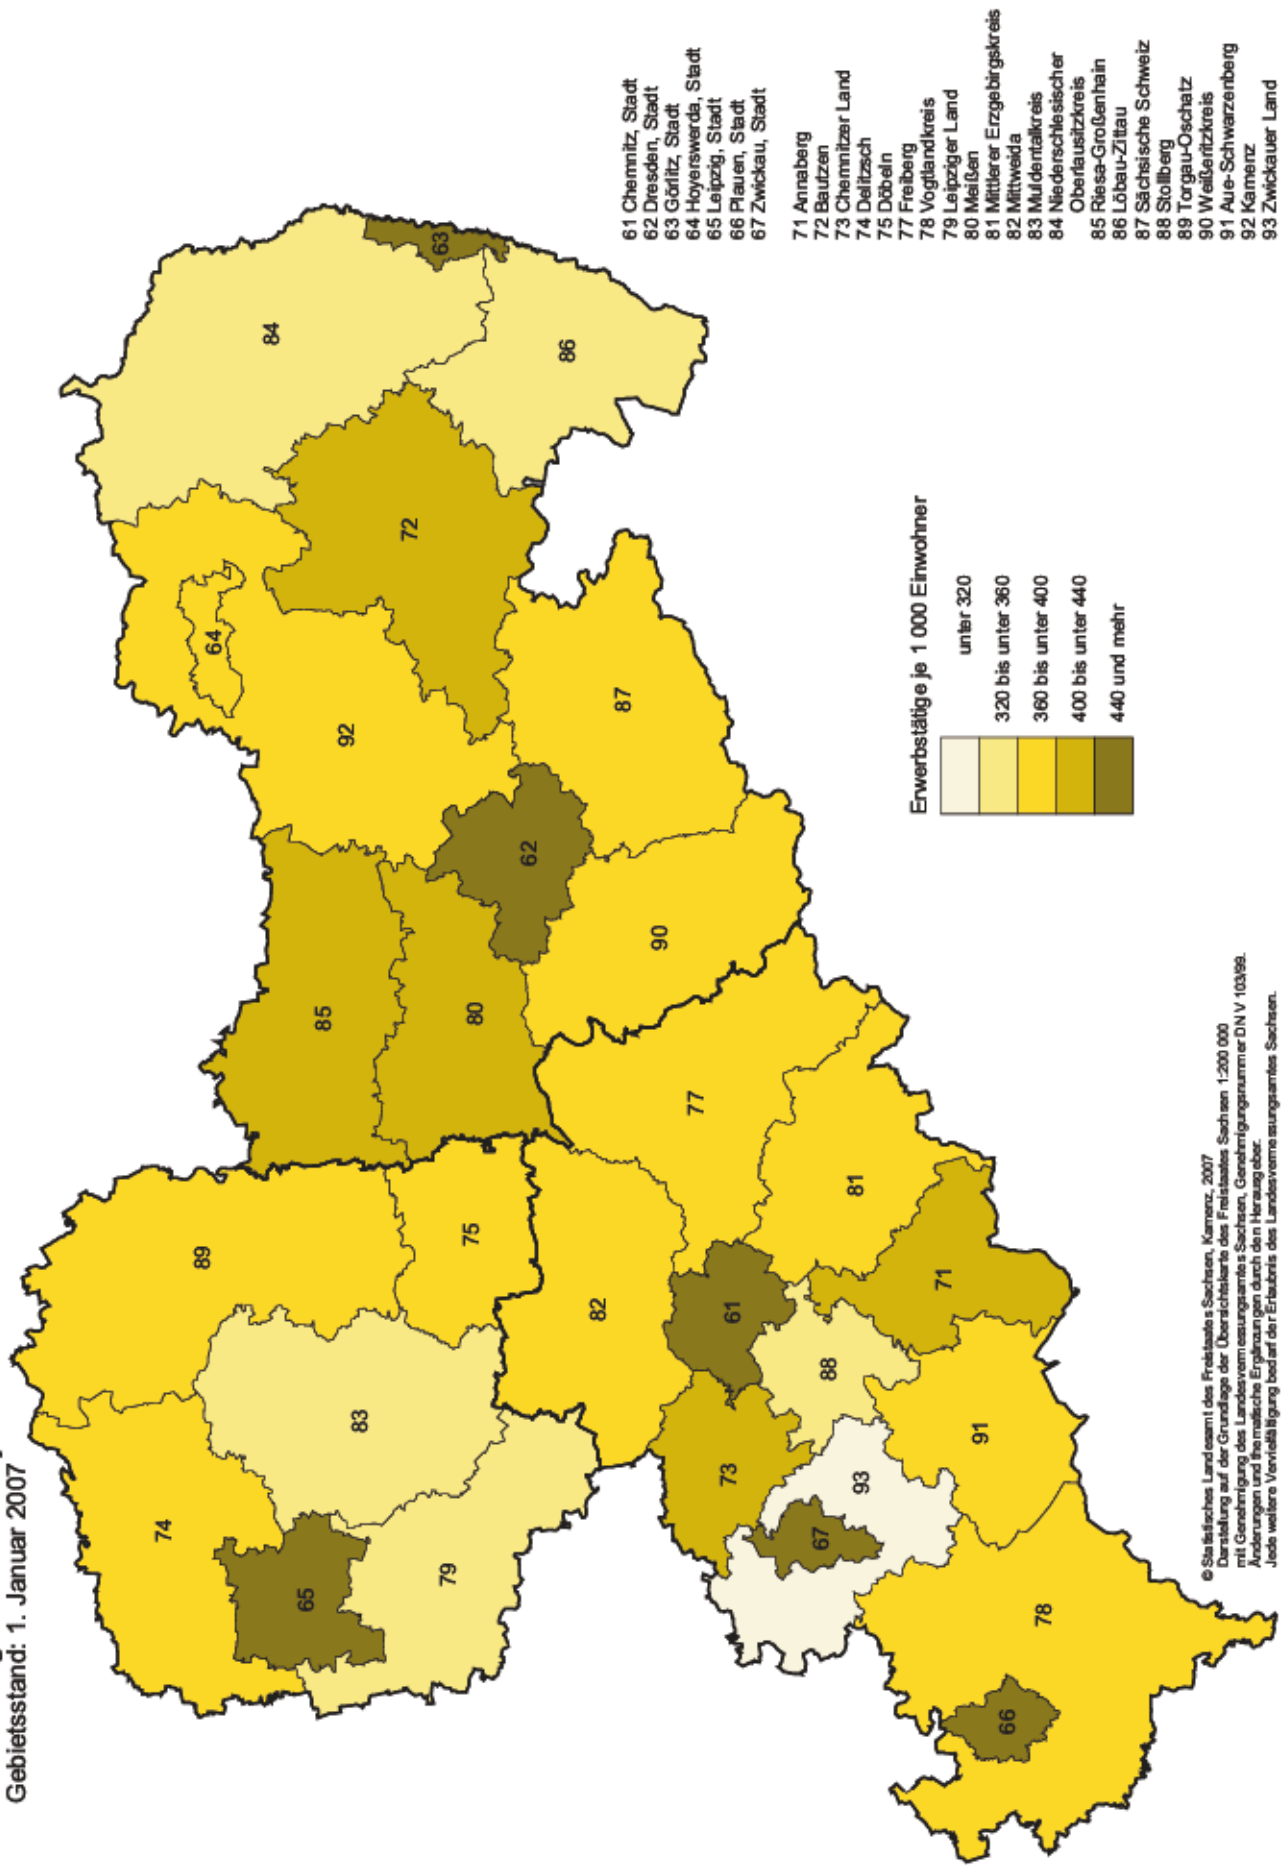 Gebietsstand: 1. Januar 2007
84
63
86
64
72
92
87
62
85
80
90
89
75
77
82
81
61
71
83
88
74
73
91
93
67
65
79
78
66
61 Chemnitz, Stadt
62 Dresden, Stadt
63 Görlitz, Stadt
64 Hoyerswerda, Stadt
65 Leipzig, Stadt
66 Plauen, Stadt
67 Zwickau, Stadt
71 Annaberg
72 Bautzen
73 Chemnitzer Land
74 Delitzsch
75 Döbeln
77 Freiberg
78 Vogtlandkreis
79 Leipziger Land
80 Meißen
81 Mittlerer Erzgebirgskreis
82 Mittweida
83 Muldentalkreis
84 Niederschlesischer
Oberlausitzkreis
85 Riesa-Großenhain
86 Löbau-Zittau
87 Sächsische Schweiz
88 Stollberg
89 Torgau-Oschatz
90 Weißeritzkreis
91 Aue-Schwarzenberg
92 Kamenz
93 Zwickauer Land
Erwerbstätige je 1 000 Einwohner
unter 320
320 bis unter 360
360 bis unter 400
400 bis unter 440
440 und mehr
© Statistisches Landesamt des Freistaates Sachsen, Kamenz, 2007
Darstellung auf der Grundlage der Übersichtskarte des Freistaates Sachsen 1:200 000
mit Genehmigung des Landesvermessungsamtes Sachsen, Genehmigungsnummer DN V 103/99.
Änderungen und thematische Ergänzungen durch den Herausgeber.
Jede weitere Vervielfältigung bedarf der Erlaubnis des Landesvermessungsamtes Sachsen.